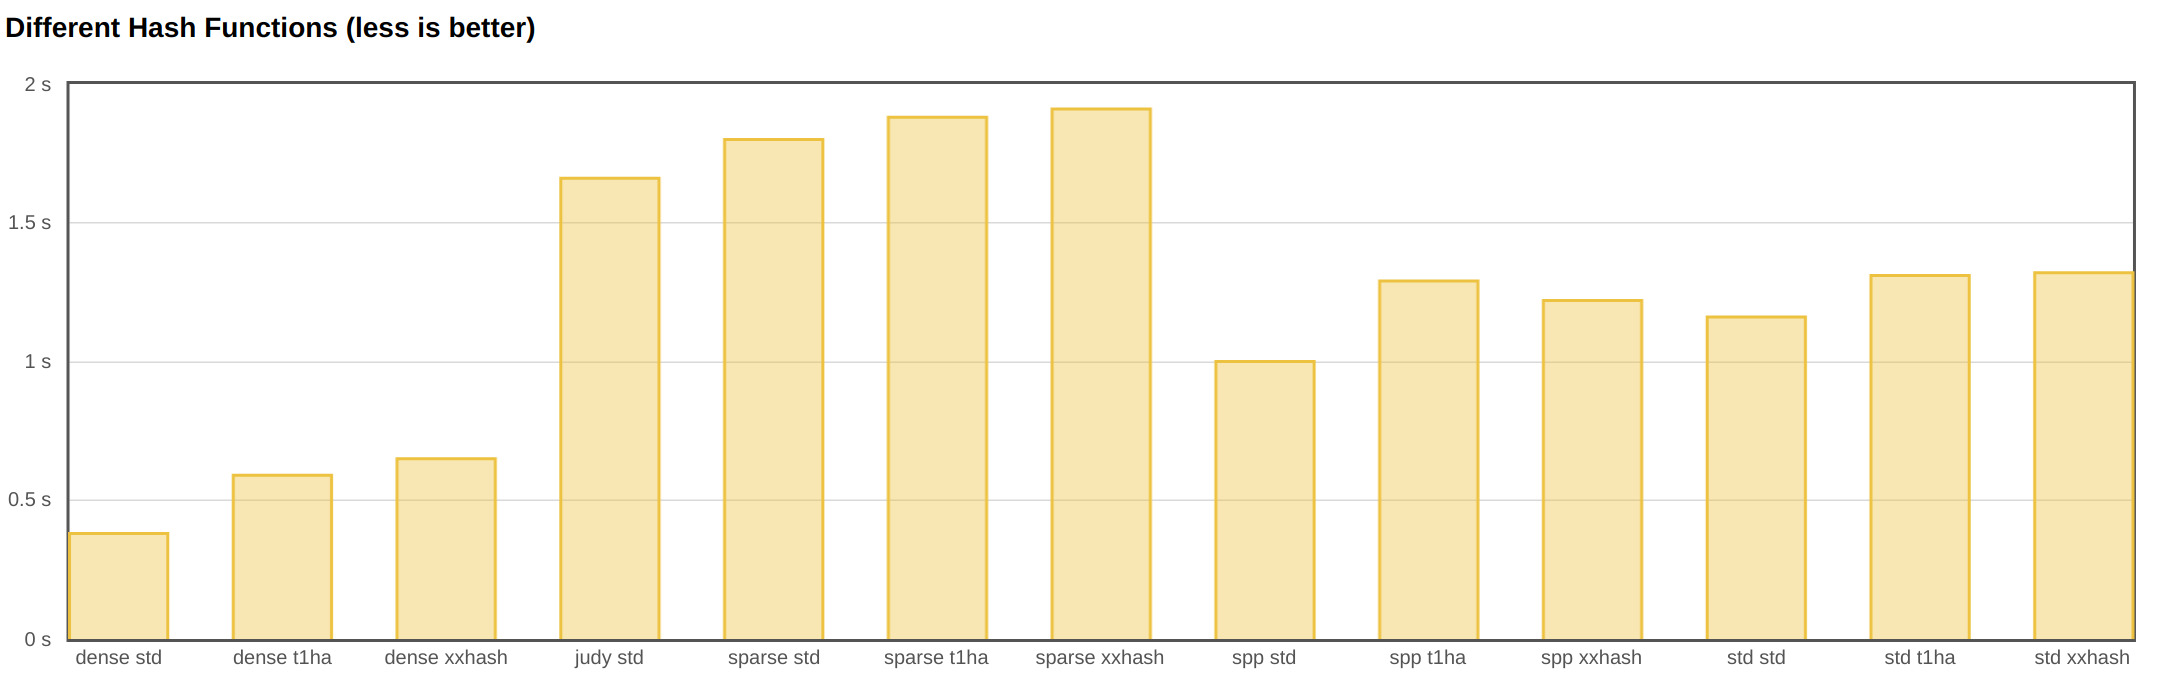 Different Hash Functions (less is better)
2 s
1.5 s
1 s
0.5 s
0 s
dense std dense t1ha dense xxhash judy std sparse std sparse t1ha sparse xxhash spp std spp t1ha spp xxhash std std std t1ha std xxhash